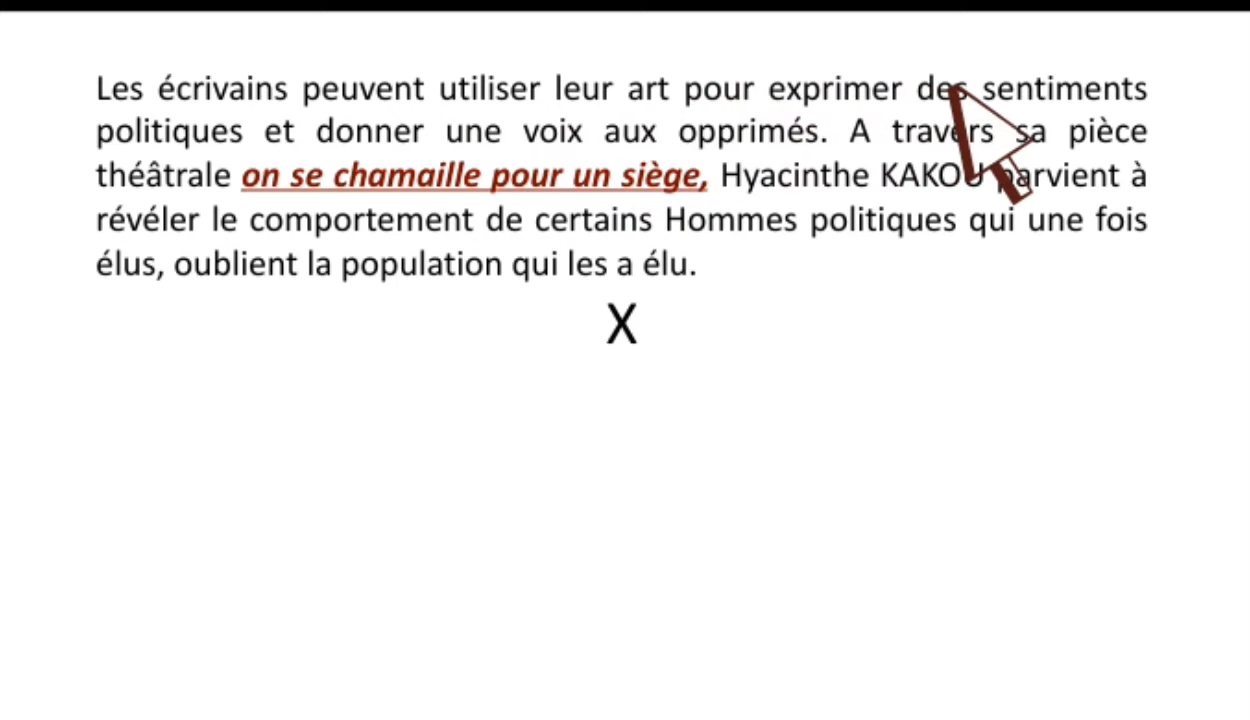 Les écrivains peuvent utiliser leur art pour exprimer des sentiments
politiques et donner une voix aux opprimés. A travers sa pièce
théâtrale on se chamaille pour un siège, Hyacinthe KAKOU parvient à
révéler le comportement de certains Hommes politiques qui une fois
élus, oublient la population qui les a élu.
X